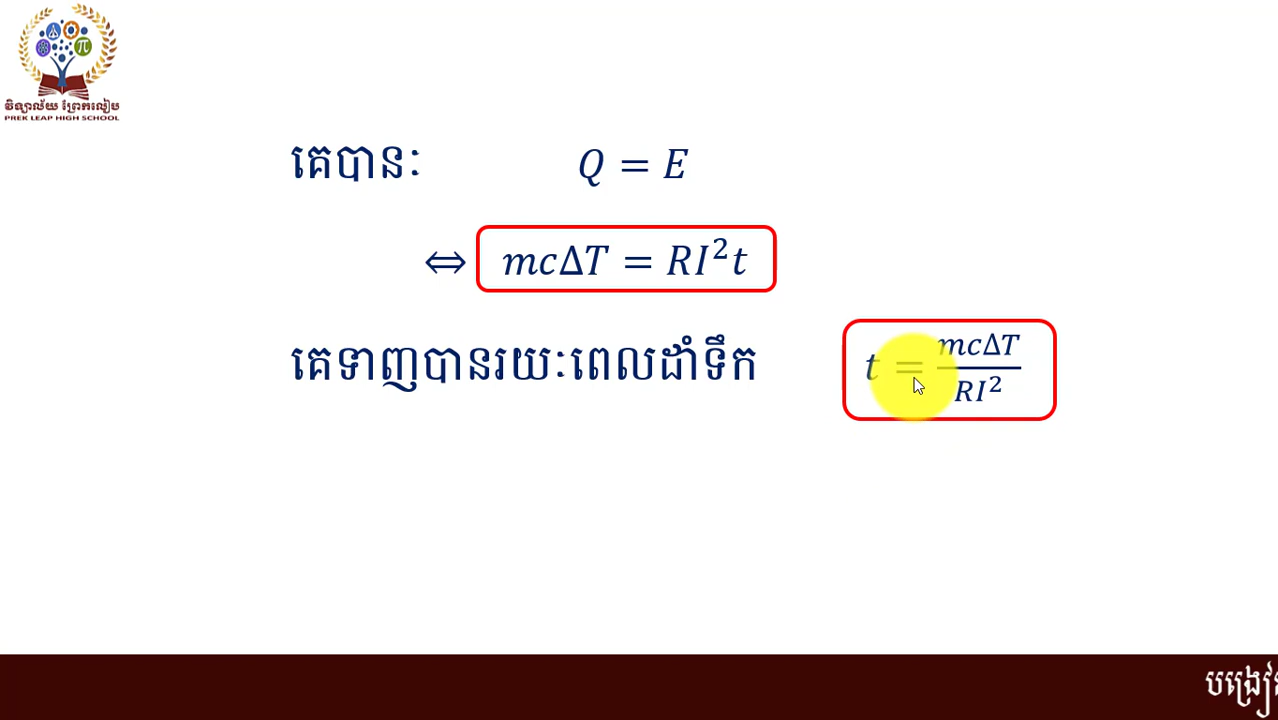 វិទ្យាល័យ ព្រែកលៀប
PREK LEAP HIGH SCHOOL
គេបានៈ Q = E
⇔ mcΔT = RI²t
គេទាញបានរយៈពេលដាំទឹក t = mcΔT / RI²